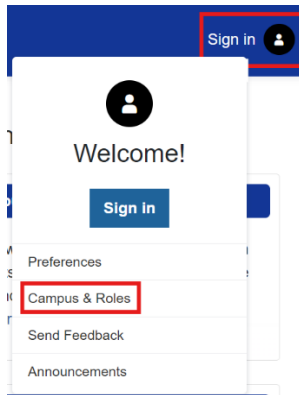 Sign in
Welcome!
Sign in
Preferences
Campus & Roles
Send Feedback
Announcements